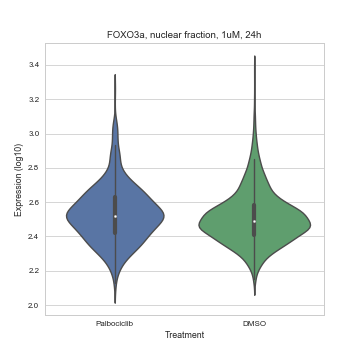 FOXO3a, nuclear fraction, 1uM, 24h
3.4
3.2
3.0
2.8
2.6
2.4
2.2
2.0
Expression (log10)
Palbociclib
DMSO
Treatment